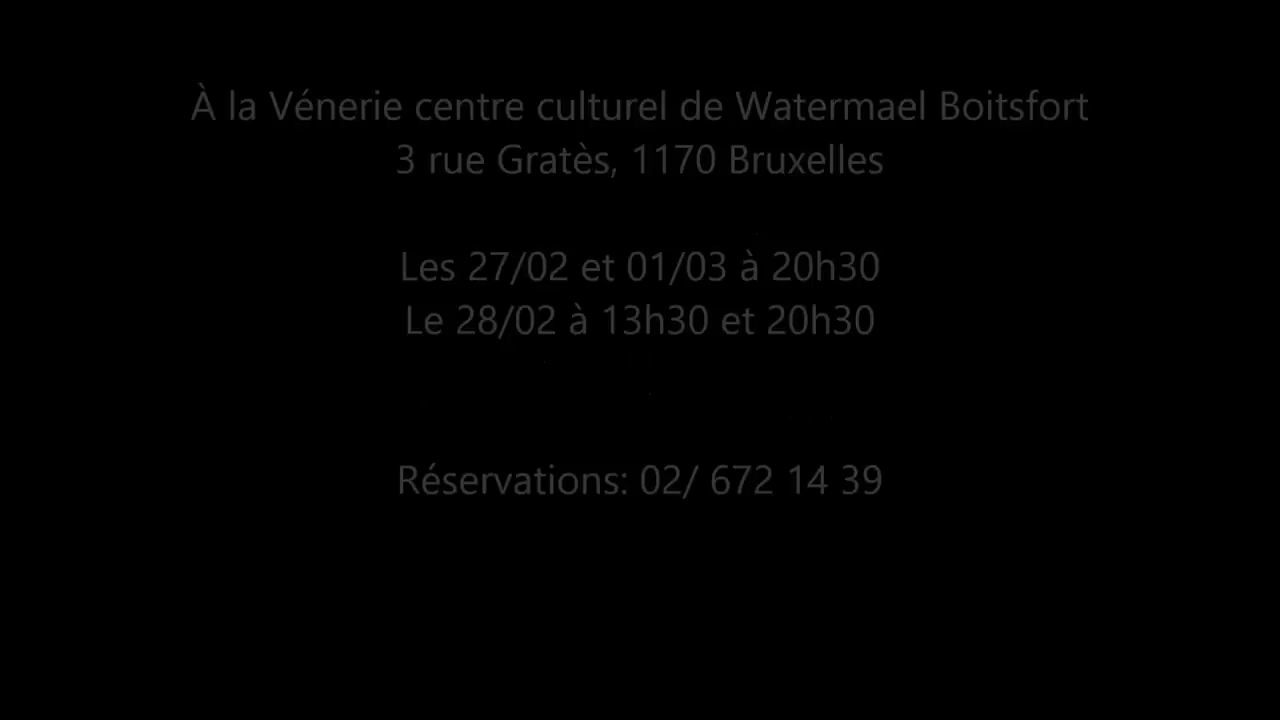 À la Vénerie centre culturel de Watermael Boitsfort
3 rue Gratès, 1170 Bruxelles
Les 27/02 et 01/03 à 20h30
Le 28/02 à 13h30 et 20h30
Réservations: 02/ 672 14 39